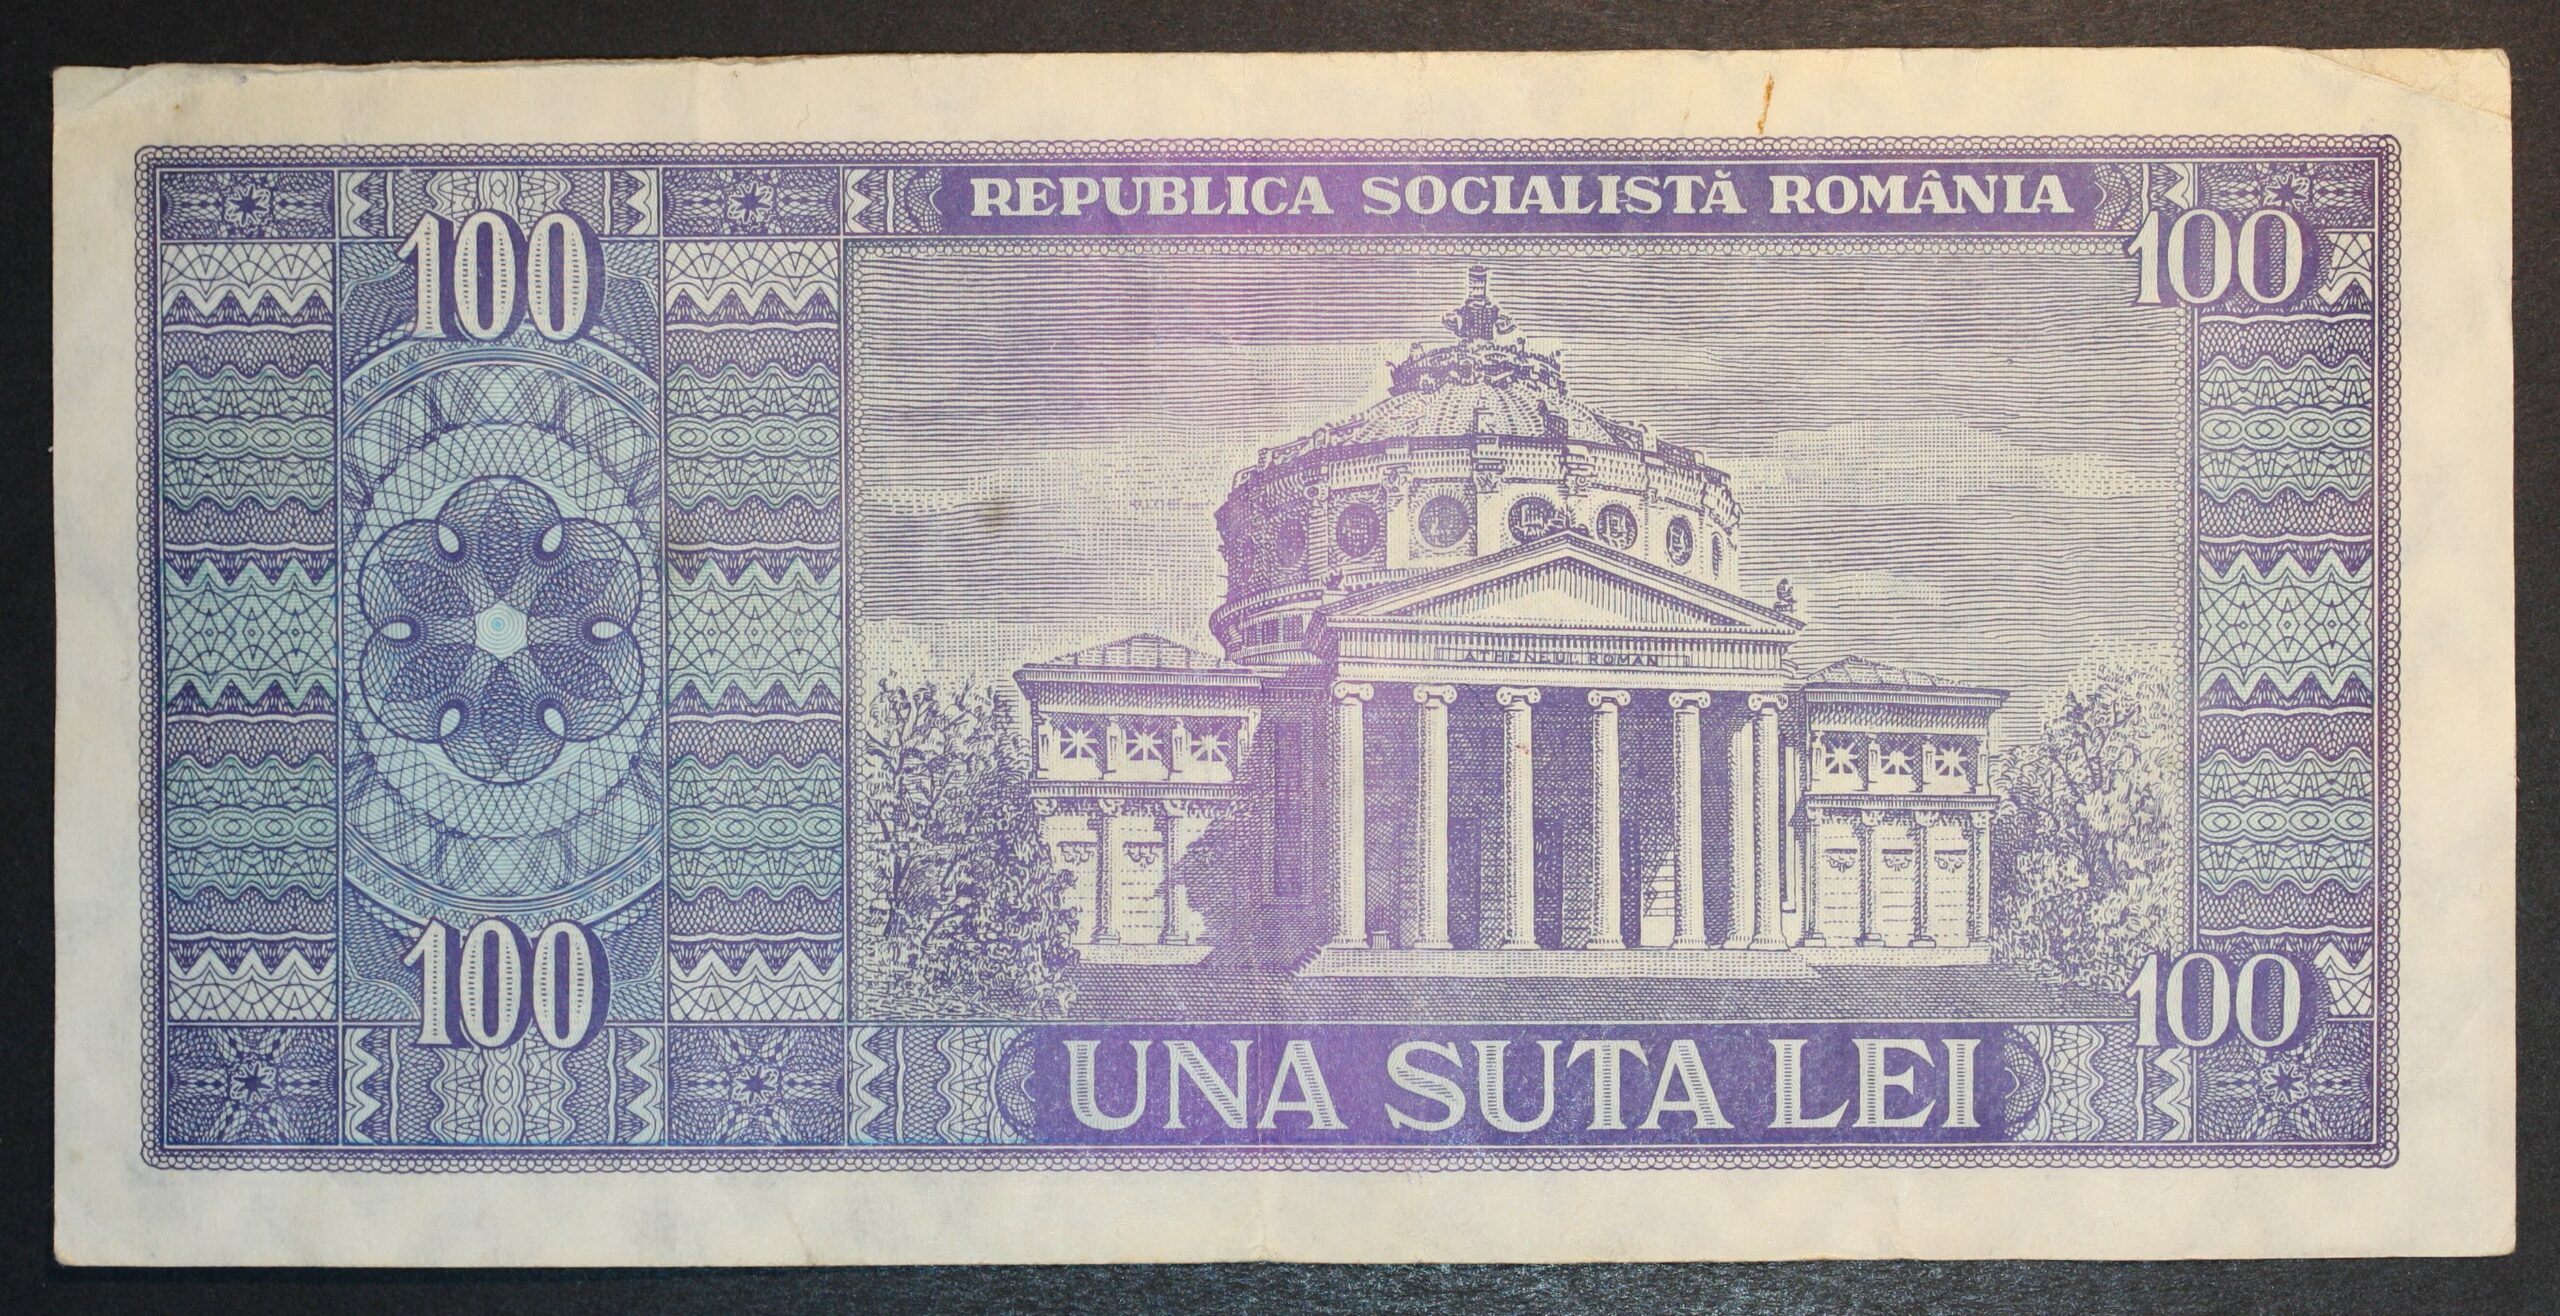 REPUBLICA SOCIALISTĂ ROMÂNIA
100
100
ATHENEUL ROMAN
100
100
UNA SUTA LEI